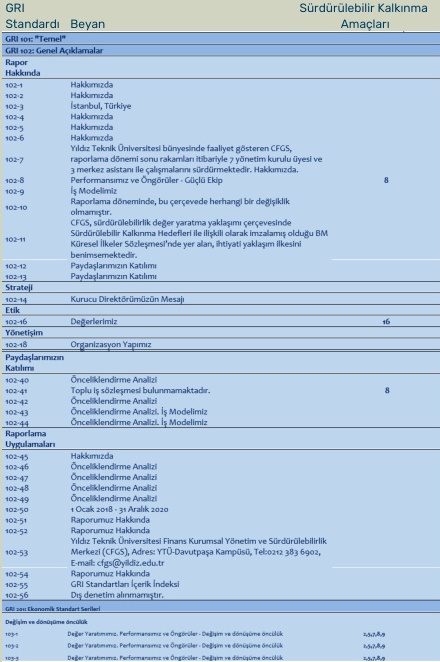 GRI Standardı Beyan Sürdürülebilir Kalkınma Amaçları
GRI 101: "Temel"
GRI 102: Genel Açıklamalar
Rapor
Hakkında
102-1 Hakkımızda
102-2 Hakkımızda
102-3 İstanbul, Türkiye
102-4 Hakkımızda
102-5 Hakkımızda
102-6 Hakkımızda
102-7 Yıldız Teknik Üniversitesi bünyesinde faaliyet gösteren CFGS,
raporlama dönemi sonu rakamları itibariyle 7 yönetim kurulu üyesi ve
3 merkez asistanı ile çalışmalarını sürdürmektedir. Hakkımızda.
102-8 Performansımız ve Öngörüler - Güçlü Ekip 8
102-9 İş Modelimiz
102-10 Raporlama döneminde, bu çerçevede herhangi bir değişiklik
olmamıştır.
102-11 CFGS, sürdürülebilirlik değer yaratma yaklaşımı çerçevesinde
Sürdürülebilir Kalkınma Hedefleri ile ilişkili olarak imzalamış olduğu BM
Küresel İlkeler Sözleşmesi'nde yer alan, ihtiyati yaklaşım ilkesini
benimsemektedir.
102-12 Paydaşlarımızın Katılımı
102-13 Paydaşlarımızın Katılımı
Strateji
102-14 Kurucu Direktörümüzün Mesajı
Etik
102-16 Değerlerimiz 16
Yönetişim
102-18 Organizasyon Yapımız
Paydaşlarımızın
Katılımı
102-40 Önceliklendirme Analizi
102-41 Toplu iş sözleşmesi bulunmamaktadır. 8
102-42 Önceliklendirme Analizi
102-43 Önceliklendirme Analizi. İş Modelimiz
102-44 Önceliklendirme Analizi. İş Modelimiz
Raporlama
Uygulamaları
102-45 Hakkımızda
102-46 Önceliklendirme Analizi
102-47 Önceliklendirme Analizi
102-48 Önceliklendirme Analizi
102-49 Önceliklendirme Analizi
102-50 1 Ocak 2018 - 31 Aralık 2020
102-51 Raporumuz Hakkında
102-52 Raporumuz Hakkında
102-53 Yıldız Teknik Üniversitesi Finans Kurumsal Yönetim ve Sürdürülebilirlik
Merkezi (CFGS), Adres: YTÜ-Davutpaşa Kampüsü, Tel:0212 383 6902,
E-mail: cfgs@yildiz.edu.tr
102-54 Raporumuz Hakkında
102-55 GRI Standartları İçerik İndeksi
102-56 Dış denetim alınmamıştır.
GRI 201: Ekonomik Standart Serileri
Değişim ve dönüşüme öncülük
103-1 Değer Yaratımımız. Performansımız ve Öngörüler - Değişim ve dönüşüme öncülük 2,5,7,8,9
103-2 Değer Yaratımımız. Performansımız ve Öngörüler - Değişim ve dönüşüme öncülük 2,5,7,8,9
103-3 Değer Yaratımımız. Performansımız ve Öngörüler - Değişim ve dönüşüme öncülük 2,5,7,8,9